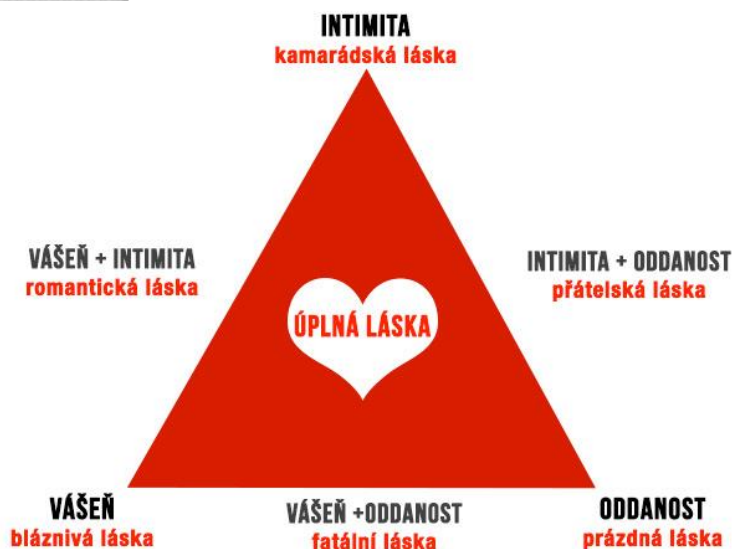 INTIMITA
kamarádská láska
VÁŠEŇ + INTIMITA
romantická láska
INTIMITA + ODDANOST
přátelská láska
ÚPLNÁ LÁSKA
VÁŠEŇ
bláznivá láska
VÁŠEŇ +ODDANOST
fatální láska
ODDANOST
prázdná láska